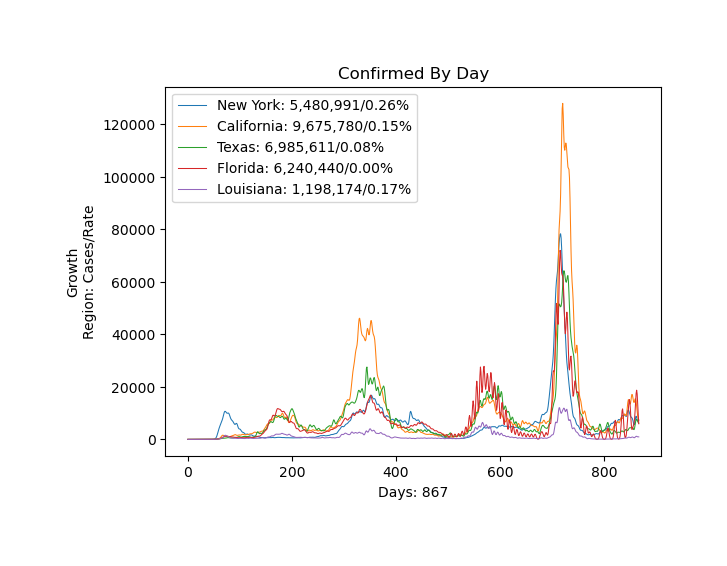 Confirmed By Day
New York: 5,480,991/0.26%
California: 9,675,780/0.15%
Texas: 6,985,611/0.08%
Florida: 6,240,440/0.00%
Louisiana: 1,198,174/0.17%
120000
100000
80000
60000
40000
20000
0
Growth
Region: Cases/Rate
0 200 400 600 800
Days: 867